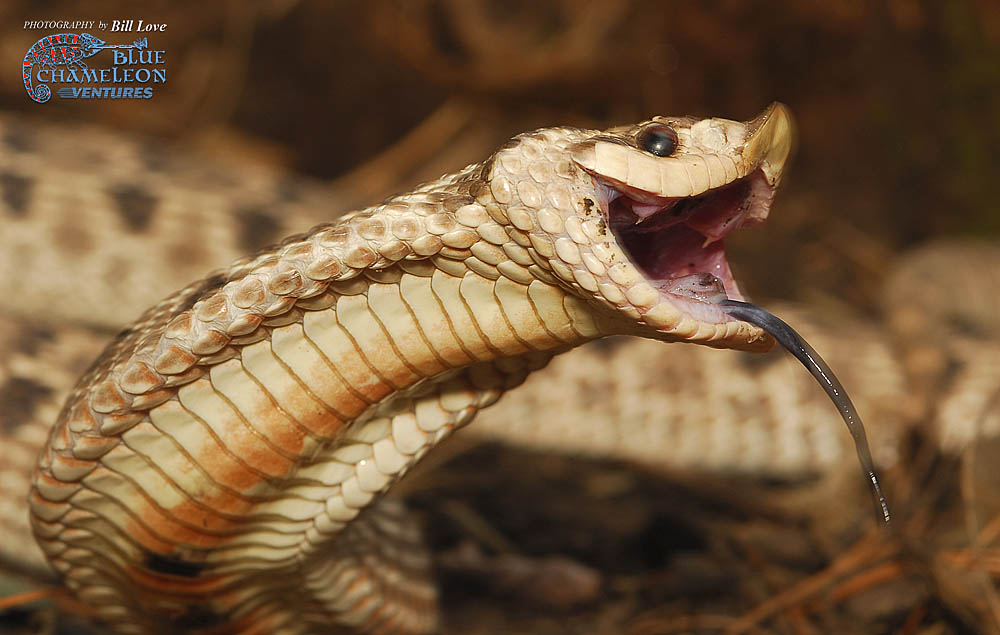 PHOTOGRAPHY by Bill Love
BLUE
CHAMELEON
VENTURES